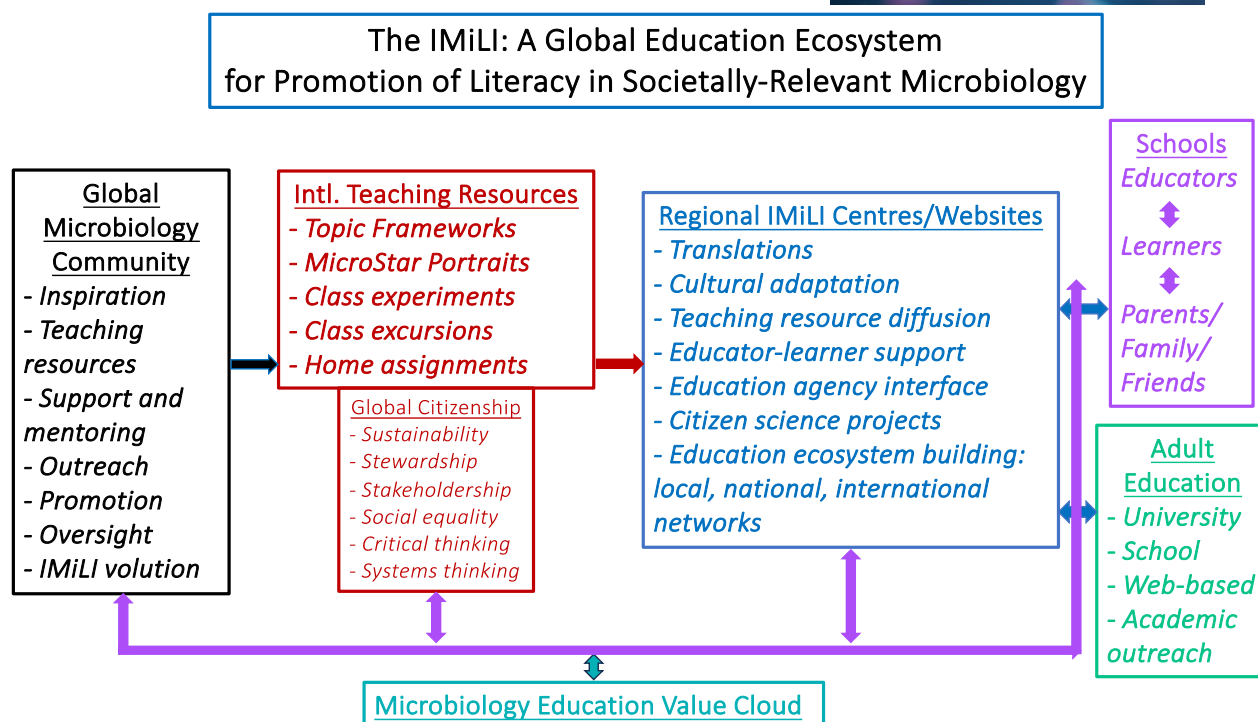 The IMiLI: A Global Education Ecosystem
for Promotion of Literacy in Societally-Relevant Microbiology
Global
Microbiology
Community
- Inspiration
- Teaching
resources
- Support and
mentoring
- Outreach
- Promotion
- Oversight
- IMiLI volution
Intl. Teaching Resources
- Topic Frameworks
- MicroStar Portraits
- Class experiments
- Class excursions
- Home assignments
Global Citizenship
- Sustainability
- Stewardship
- Stakeholdership
- Social equality
- Critical thinking
- Systems thinking
Regional IMiLI Centres/Websites
- Translations
- Cultural adaptation
- Teaching resource diffusion
- Educator-learner support
- Education agency interface
- Citizen science projects
- Education ecosystem building:
local, national, international
networks
Schools
Educators
Learners
Parents/
Family/
Friends
Adult
Education
- University
- School
- Web-based
- Academic
outreach
Microbiology Education Value Cloud